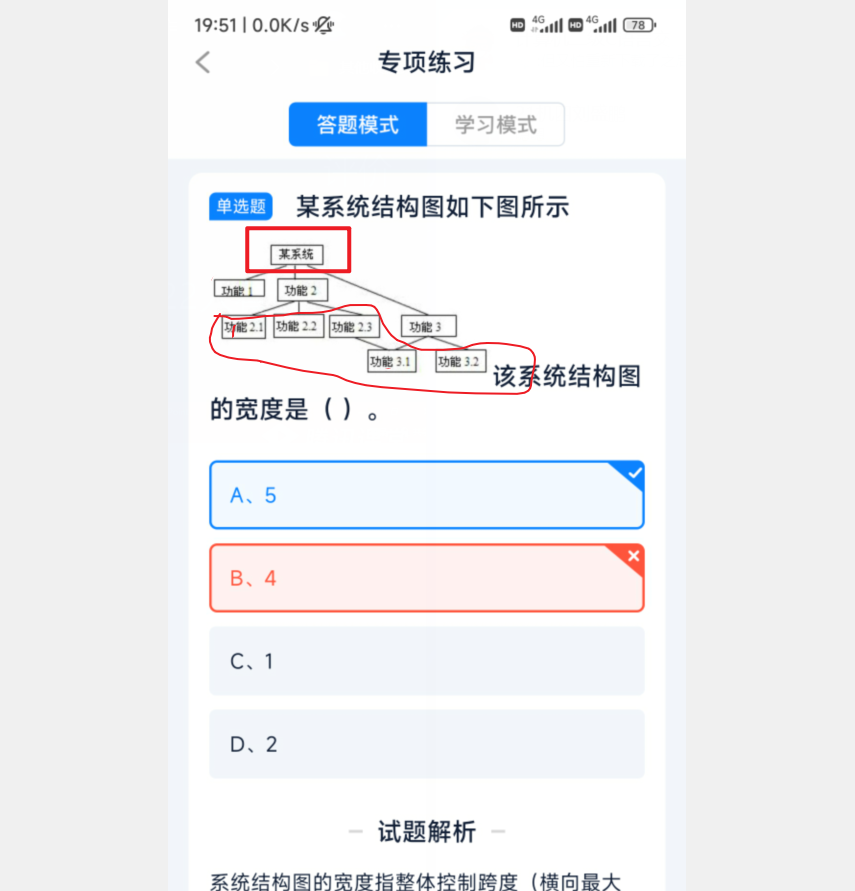 19:51 | 0.0K/s
HD 4G HD 4G 78
专项练习
答题模式 学习模式
单选题 某系统结构图如下图所示
某系统
功能 1 功能 2
功能 2.1 功能 2.2 功能 2.3 功能 3
功能 3.1 功能 3.2
该系统结构图
的宽度是（ ）。
A、5
B、4
C、1
D、2
试题解析
系统结构图的宽度指整体控制跨度（横向最大